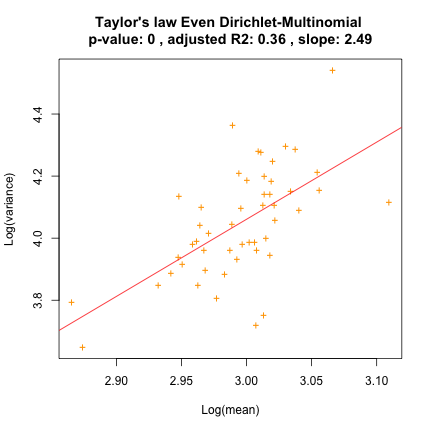 Taylor's law Even Dirichlet-Multinomial
p-value: 0 , adjusted R2: 0.36 , slope: 2.49
Log(variance)
4.4
4.2
4.0
3.8
2.90 2.95 3.00 3.05 3.10
Log(mean)